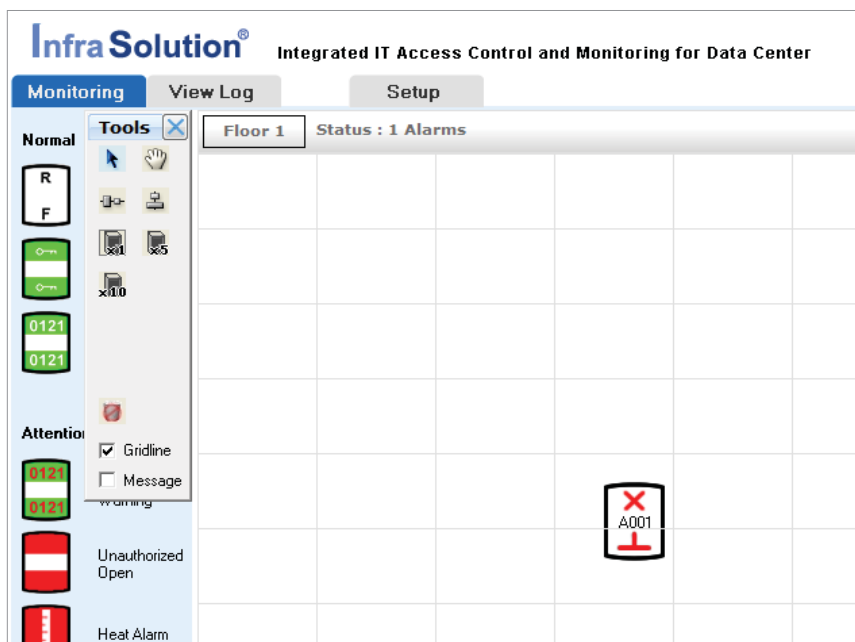 InfraSolution® Integrated IT Access Control and Monitoring for Data Center
Monitoring View Log Setup
Tools
Floor 1 Status : 1 Alarms
Normal
R
F
x1 x5
x10
0121
0121
Gridline
Message
0121
0121
Unauthorized
Open
A001
Heat Alarm